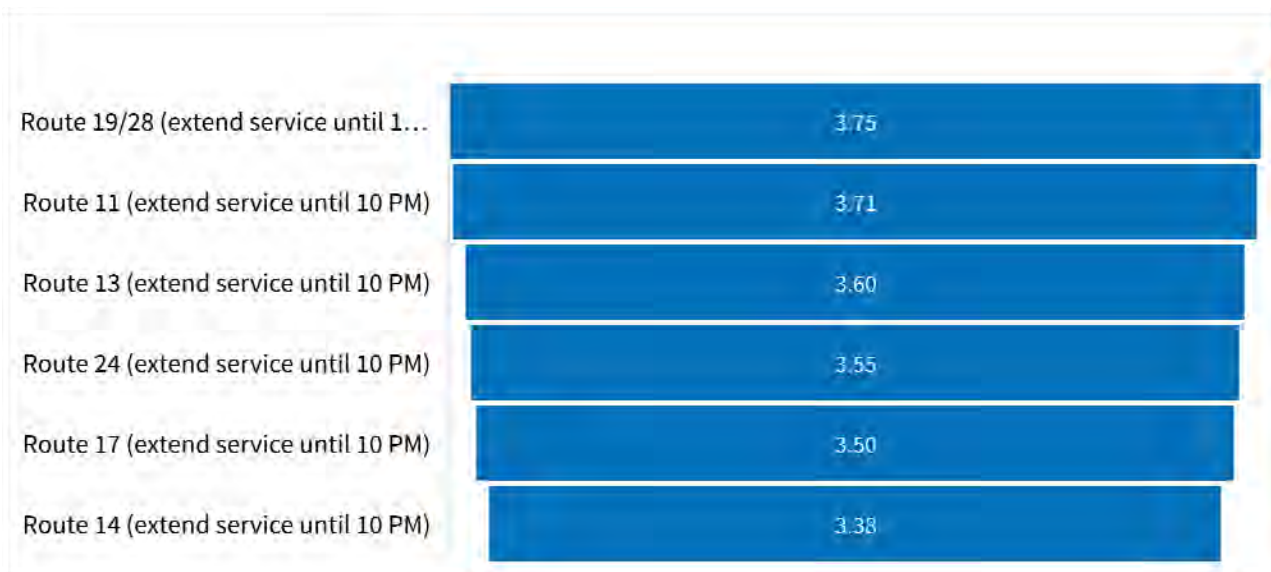 Route 19/28 (extend service until 1… 3.75
Route 11 (extend service until 10 PM) 3.71
Route 13 (extend service until 10 PM) 3.60
Route 24 (extend service until 10 PM) 3.55
Route 17 (extend service until 10 PM) 3.50
Route 14 (extend service until 10 PM) 3.38